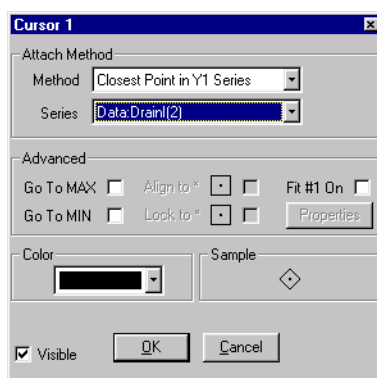 Cursor 1
Attach Method
Method Closest Point in Y1 Series
Series Data:DrainI(2)
Advanced
Go To MAX Align to * Fit #1 On
Go To MIN Lock to * Properties
Color Sample
Visible OK Cancel